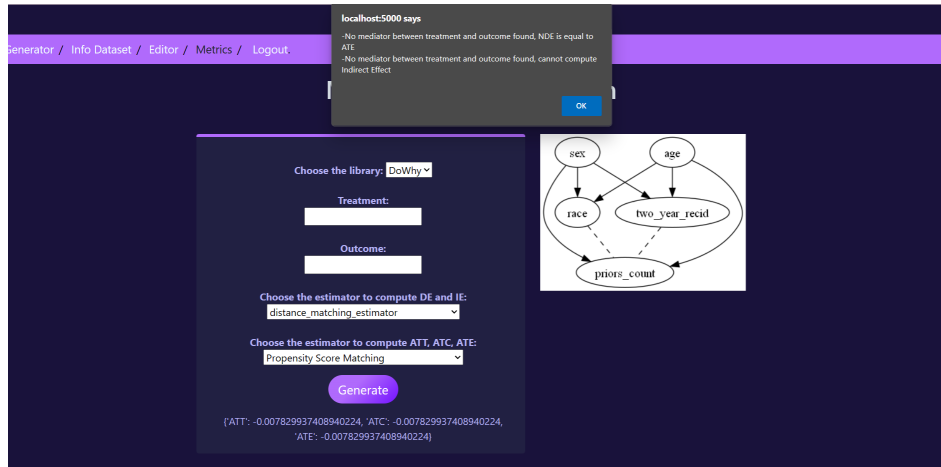 localhost:5000 says
-No mediator between treatment and outcome found, NDE is equal to
ATE
-No mediator between treatment and outcome found, cannot compute
Indirect Effect
OK
Generator / Info Dataset / Editor / Metrics / Logout
Choose the library: DoWhy
Treatment:
Outcome:
Choose the estimator to compute DE and IE:
distance_matching_estimator
Choose the estimator to compute ATT, ATC, ATE:
Propensity Score Matching
Generate
{'ATT': -0.007829937408940224, 'ATC': -0.007829937408940224,
'ATE': -0.007829937408940224}
sex age
race two_year_recid
priors_count